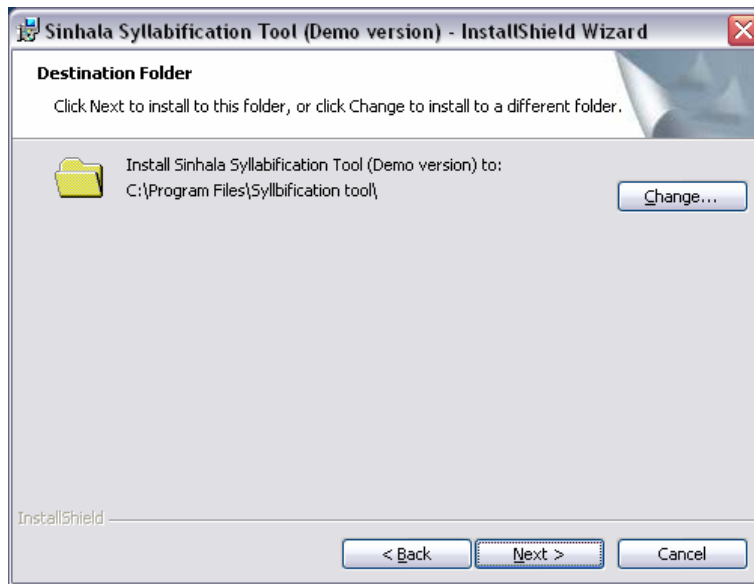 Sinhala Syllabification Tool (Demo version) - InstallShield Wizard
Destination Folder
Click Next to install to this folder, or click Change to install to a different folder.
Install Sinhala Syllabification Tool (Demo version) to:
C:\Program Files\Syllbification tool\
Change...
InstallShield
< Back
Next >
Cancel